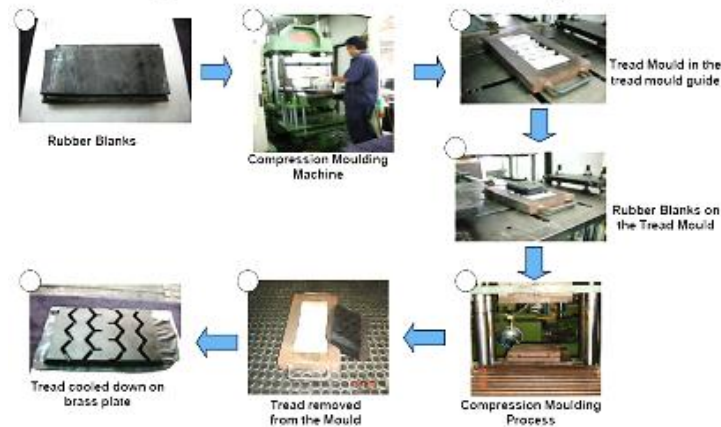 Rubber Blanks
Compression Moulding
Machine
Tread Mould in the
tread mould guide
Rubber Blanks on
the Tread Mould
Compression Moulding
Process
Tread removed
from the Mould
Tread cooled down on
brass plate